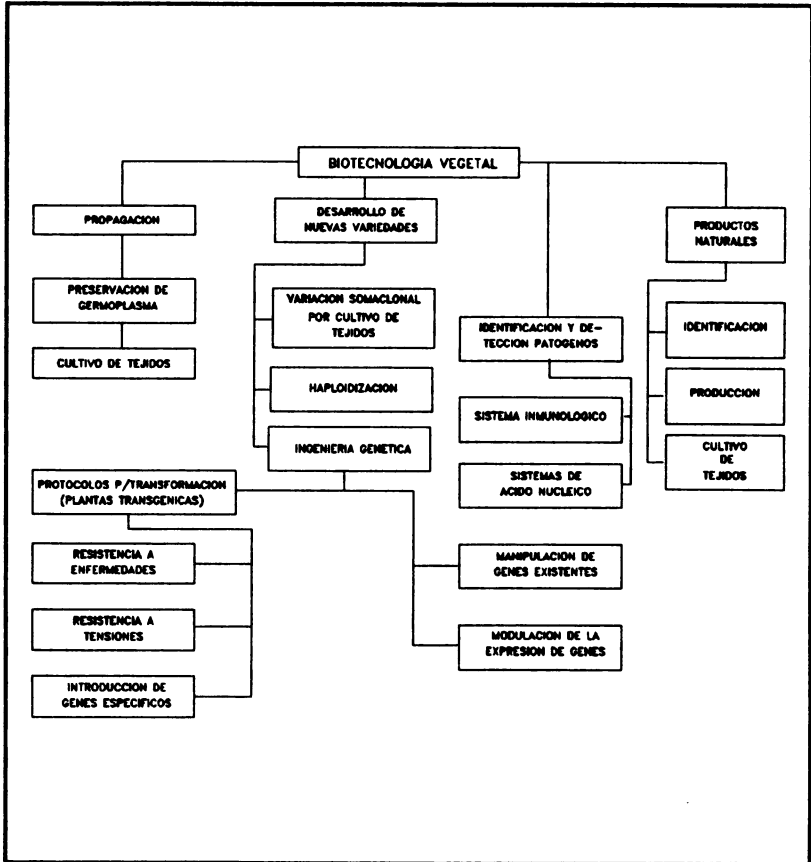 BIOTECNOLOGIA VEGETAL
PROPAGACION
PRESERVACION DE
GERMOPLASMA
CULTIVO DE TEJIDOS
DESARROLLO DE
NUEVAS VARIEDADES
VARIACION SOMACLONAL
POR CULTIVO DE
TEJIDOS
HAPLOIDIZACION
INGENIERIA GENETICA
PROTOCOLOS P/TRANSFORMACION
(PLANTAS TRANSGENICAS)
RESISTENCIA A
ENFERMEDADES
RESISTENCIA A
TENSIONES
INTRODUCCION DE
GENES ESPECIFICOS
MANIPULACION DE
GENES EXISTENTES
MODULACION DE LA
EXPRESION DE GENES
IDENTIFICACION Y DE-
TECCION PATOGENOS
SISTEMA INMUNOLOGICO
SISTEMAS DE
ACIDO NUCLEICO
PRODUCTOS
NATURALES
IDENTIFICACION
PRODUCCION
CULTIVO
DE
TEJIDOS